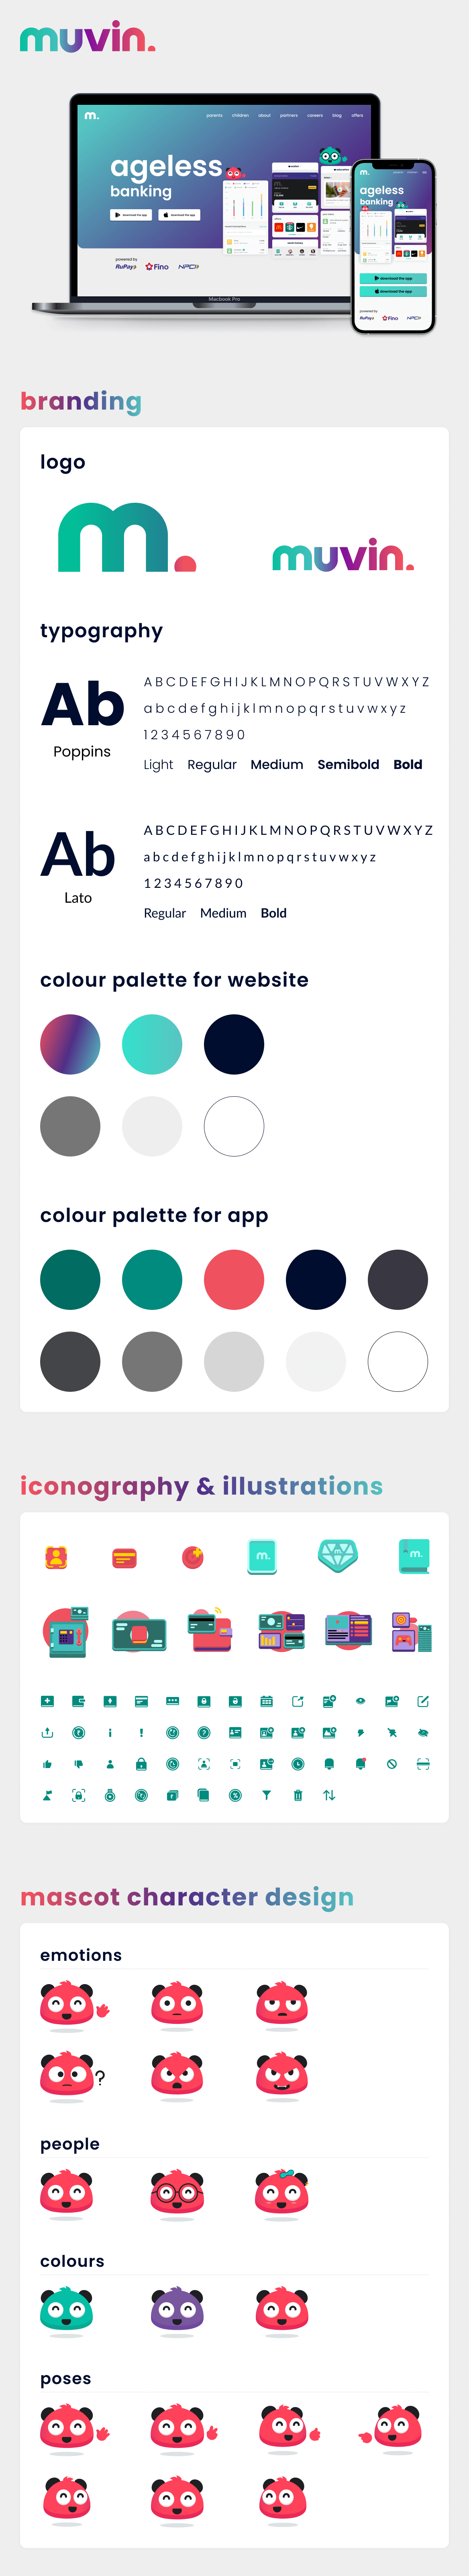 muvin.
m.
parents children about partners careers blog offers
ageless
banking
download the app
download the app
powered by
RuPay
Fino
NPCI
Macbook Pro
m.
ageless
banking
download the app
download the app
powered by
RuPay
Fino
NPCI
branding
logo
m.
muvin.
typography
Ab
Poppins
A B C D E F G H I J K L M N O P Q R S T U V W X Y Z
a b c d e f g h i j k l m n o p q r s t u v w x y z
1 2 3 4 5 6 7 8 9 0
Light Regular Medium Semibold Bold
Ab
Lato
A B C D E F G H I J K L M N O P Q R S T U V W X Y Z
a b c d e f g h i j k l m n o p q r s t u v w x y z
1 2 3 4 5 6 7 8 9 0
Regular Medium Bold
colour palette for website
colour palette for app
iconography & illustrations
m.
m.
m.
mascot character design
emotions
?
people
colours
poses